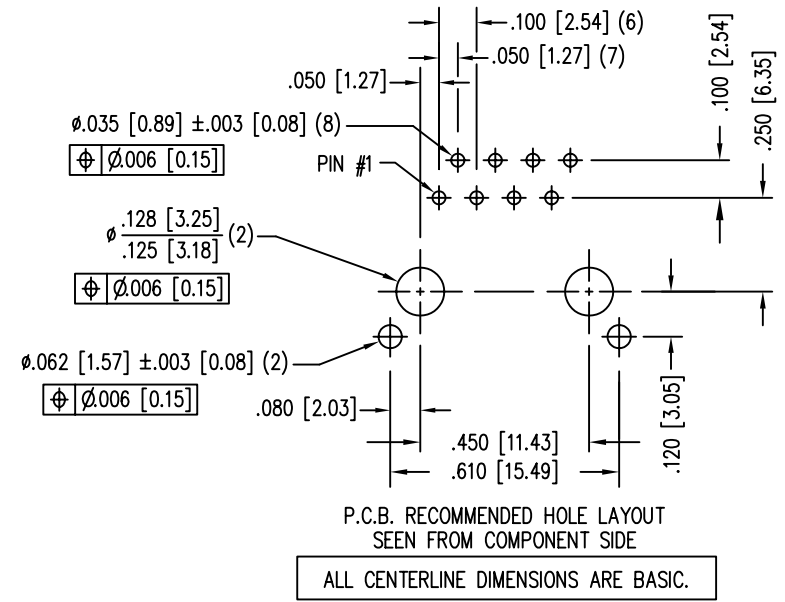 .100 [2.54] (6)
.050 [1.27] (7)
.050 [1.27]
.100 [2.54]
.250 [6.35]
⌀.035 [0.89] ±.003 [0.08] (8)
⌖ ⌀.006 [0.15]
PIN #1
⌀ .128 [3.25]
.125 [3.18] (2)
⌖ ⌀.006 [0.15]
⌀.062 [1.57] ±.003 [0.08] (2)
⌖ ⌀.006 [0.15]
.080 [2.03]
.120 [3.05]
.450 [11.43]
.610 [15.49]
P.C.B. RECOMMENDED HOLE LAYOUT
SEEN FROM COMPONENT SIDE
ALL CENTERLINE DIMENSIONS ARE BASIC.